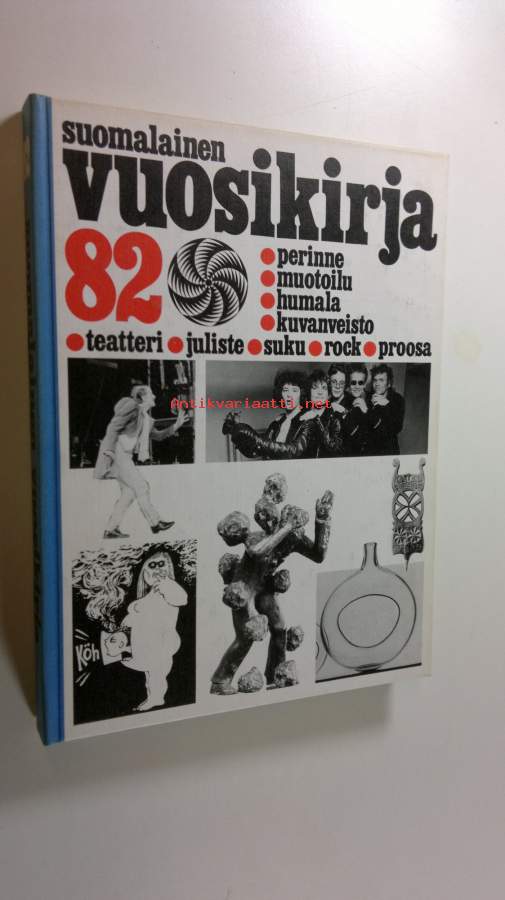 suomalainen
vuosikirja
82
• perinne
• muotoilu
• humala
• kuvanveisto
• teatteri • juliste • suku • rock • proosa
Antikvariaatti.net
Köh